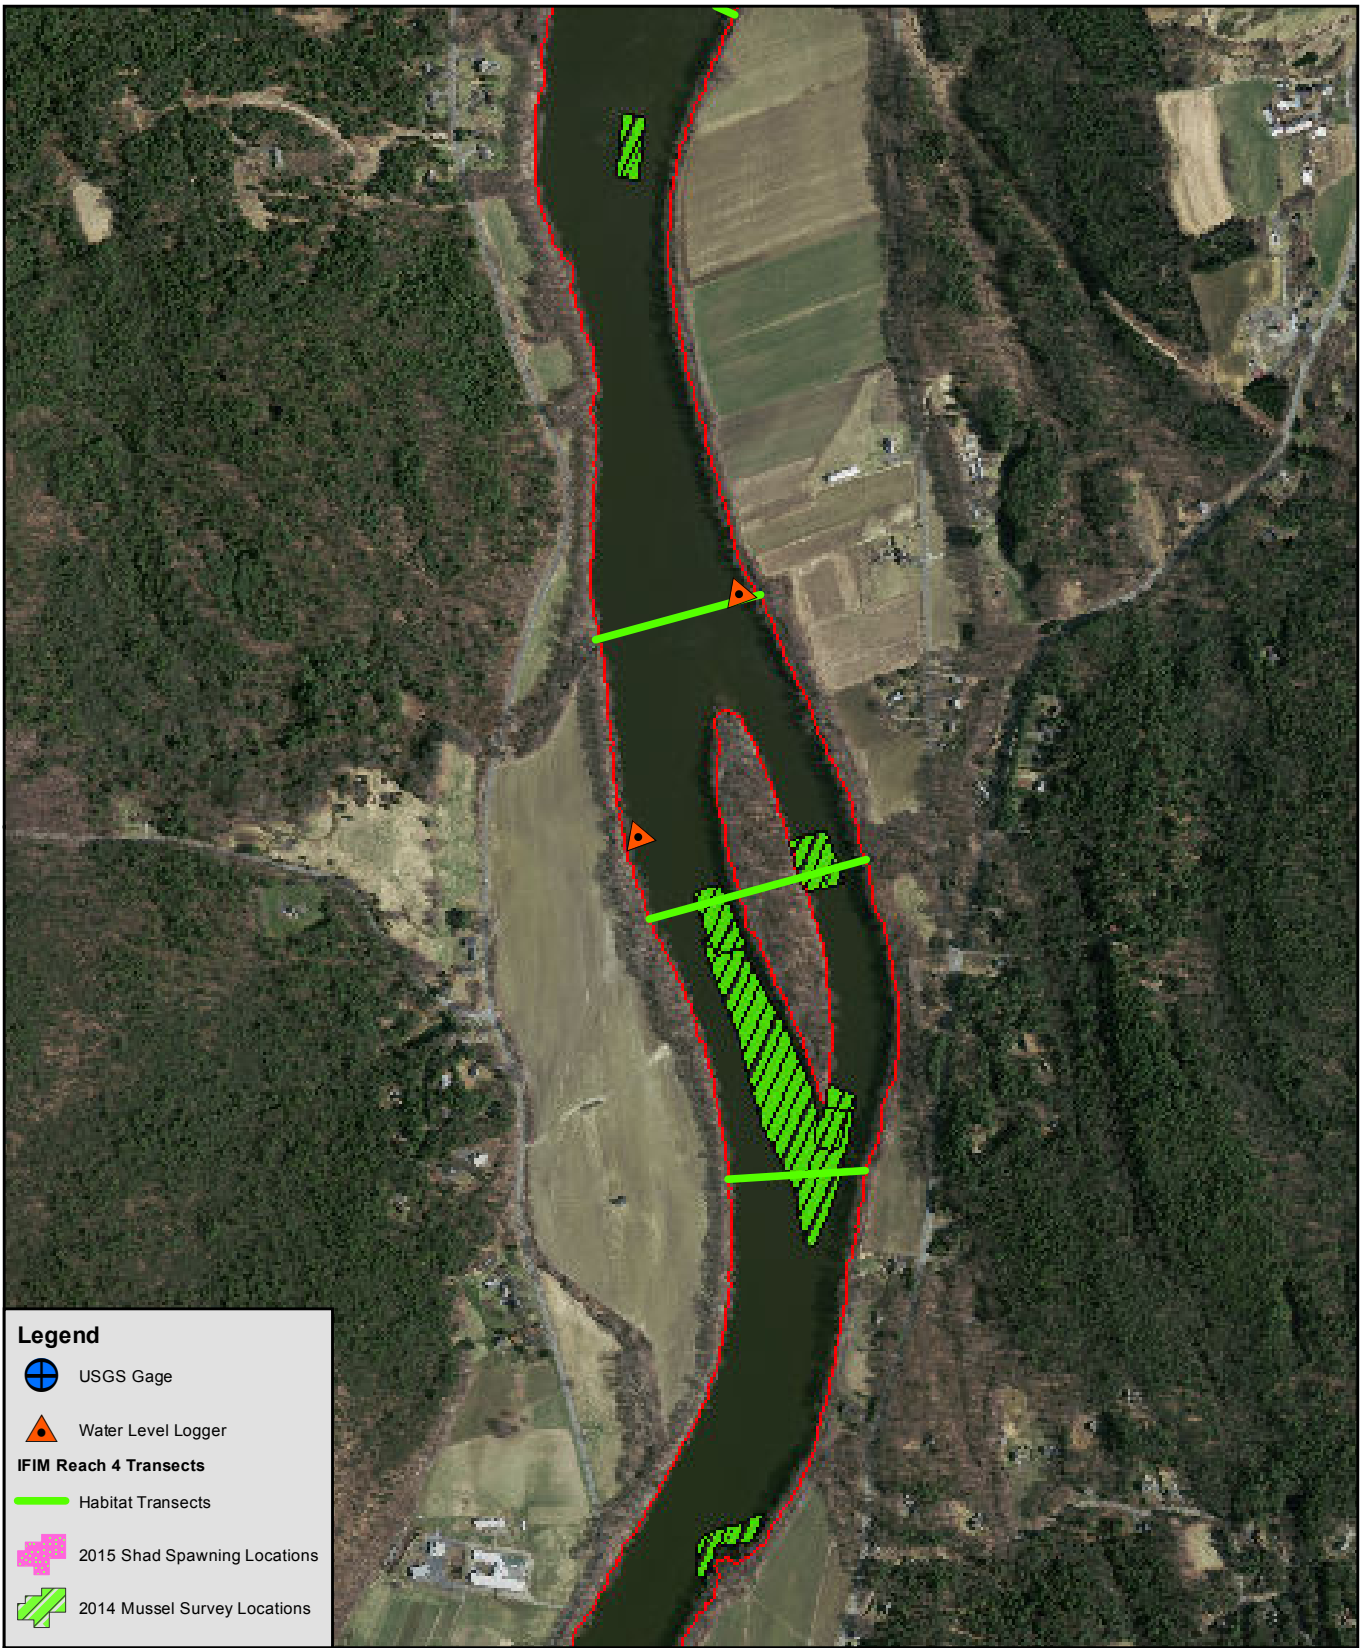 Legend
USGS Gage
Water Level Logger
IFIM Reach 4 Transects
Habitat Transects
2015 Shad Spawning Locations
2014 Mussel Survey Locations